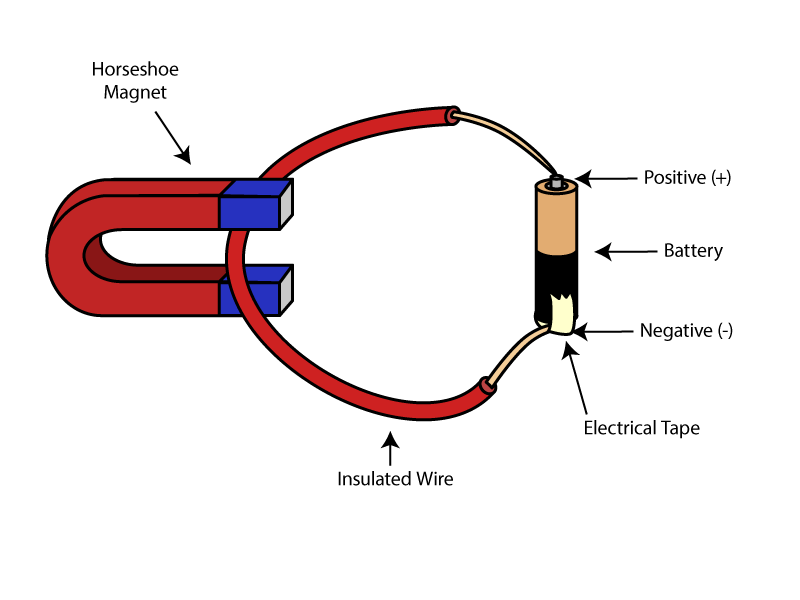 Horseshoe
Magnet
Positive (+)
Battery
Negative (-)
Electrical Tape
Insulated Wire